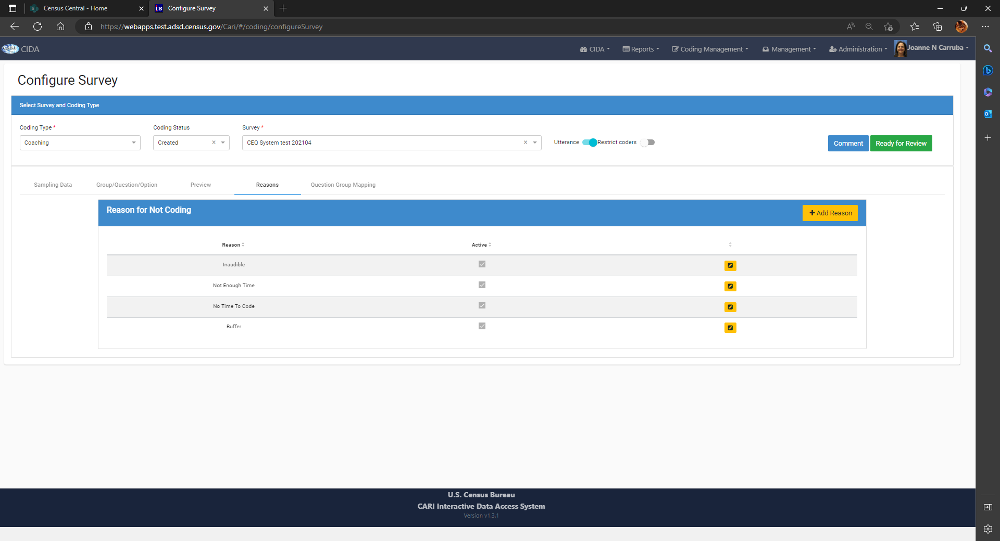 Census Central - Home
CB Configure Survey
https://webapps.test.adsd.census.gov/Cari/#/coding/configureSurvey
CIDA
CIDA
Reports
Coding Management
Management
Administration
Joanne N Carruba
Configure Survey
Select Survey and Coding Type
Coding Type *
Coding Status
Survey *
Coaching
Created
CEQ System test 202104
Utterance
Restrict coders
Comment
Ready for Review
Sampling Data
Group/Question/Option
Preview
Reasons
Question Group Mapping
Reason for Not Coding
Add Reason
Reason
Active
Inaudible
Not Enough Time
No Time To Code
Buffer
U.S. Census Bureau
CARI Interactive Data Access System
Version v1.3.1